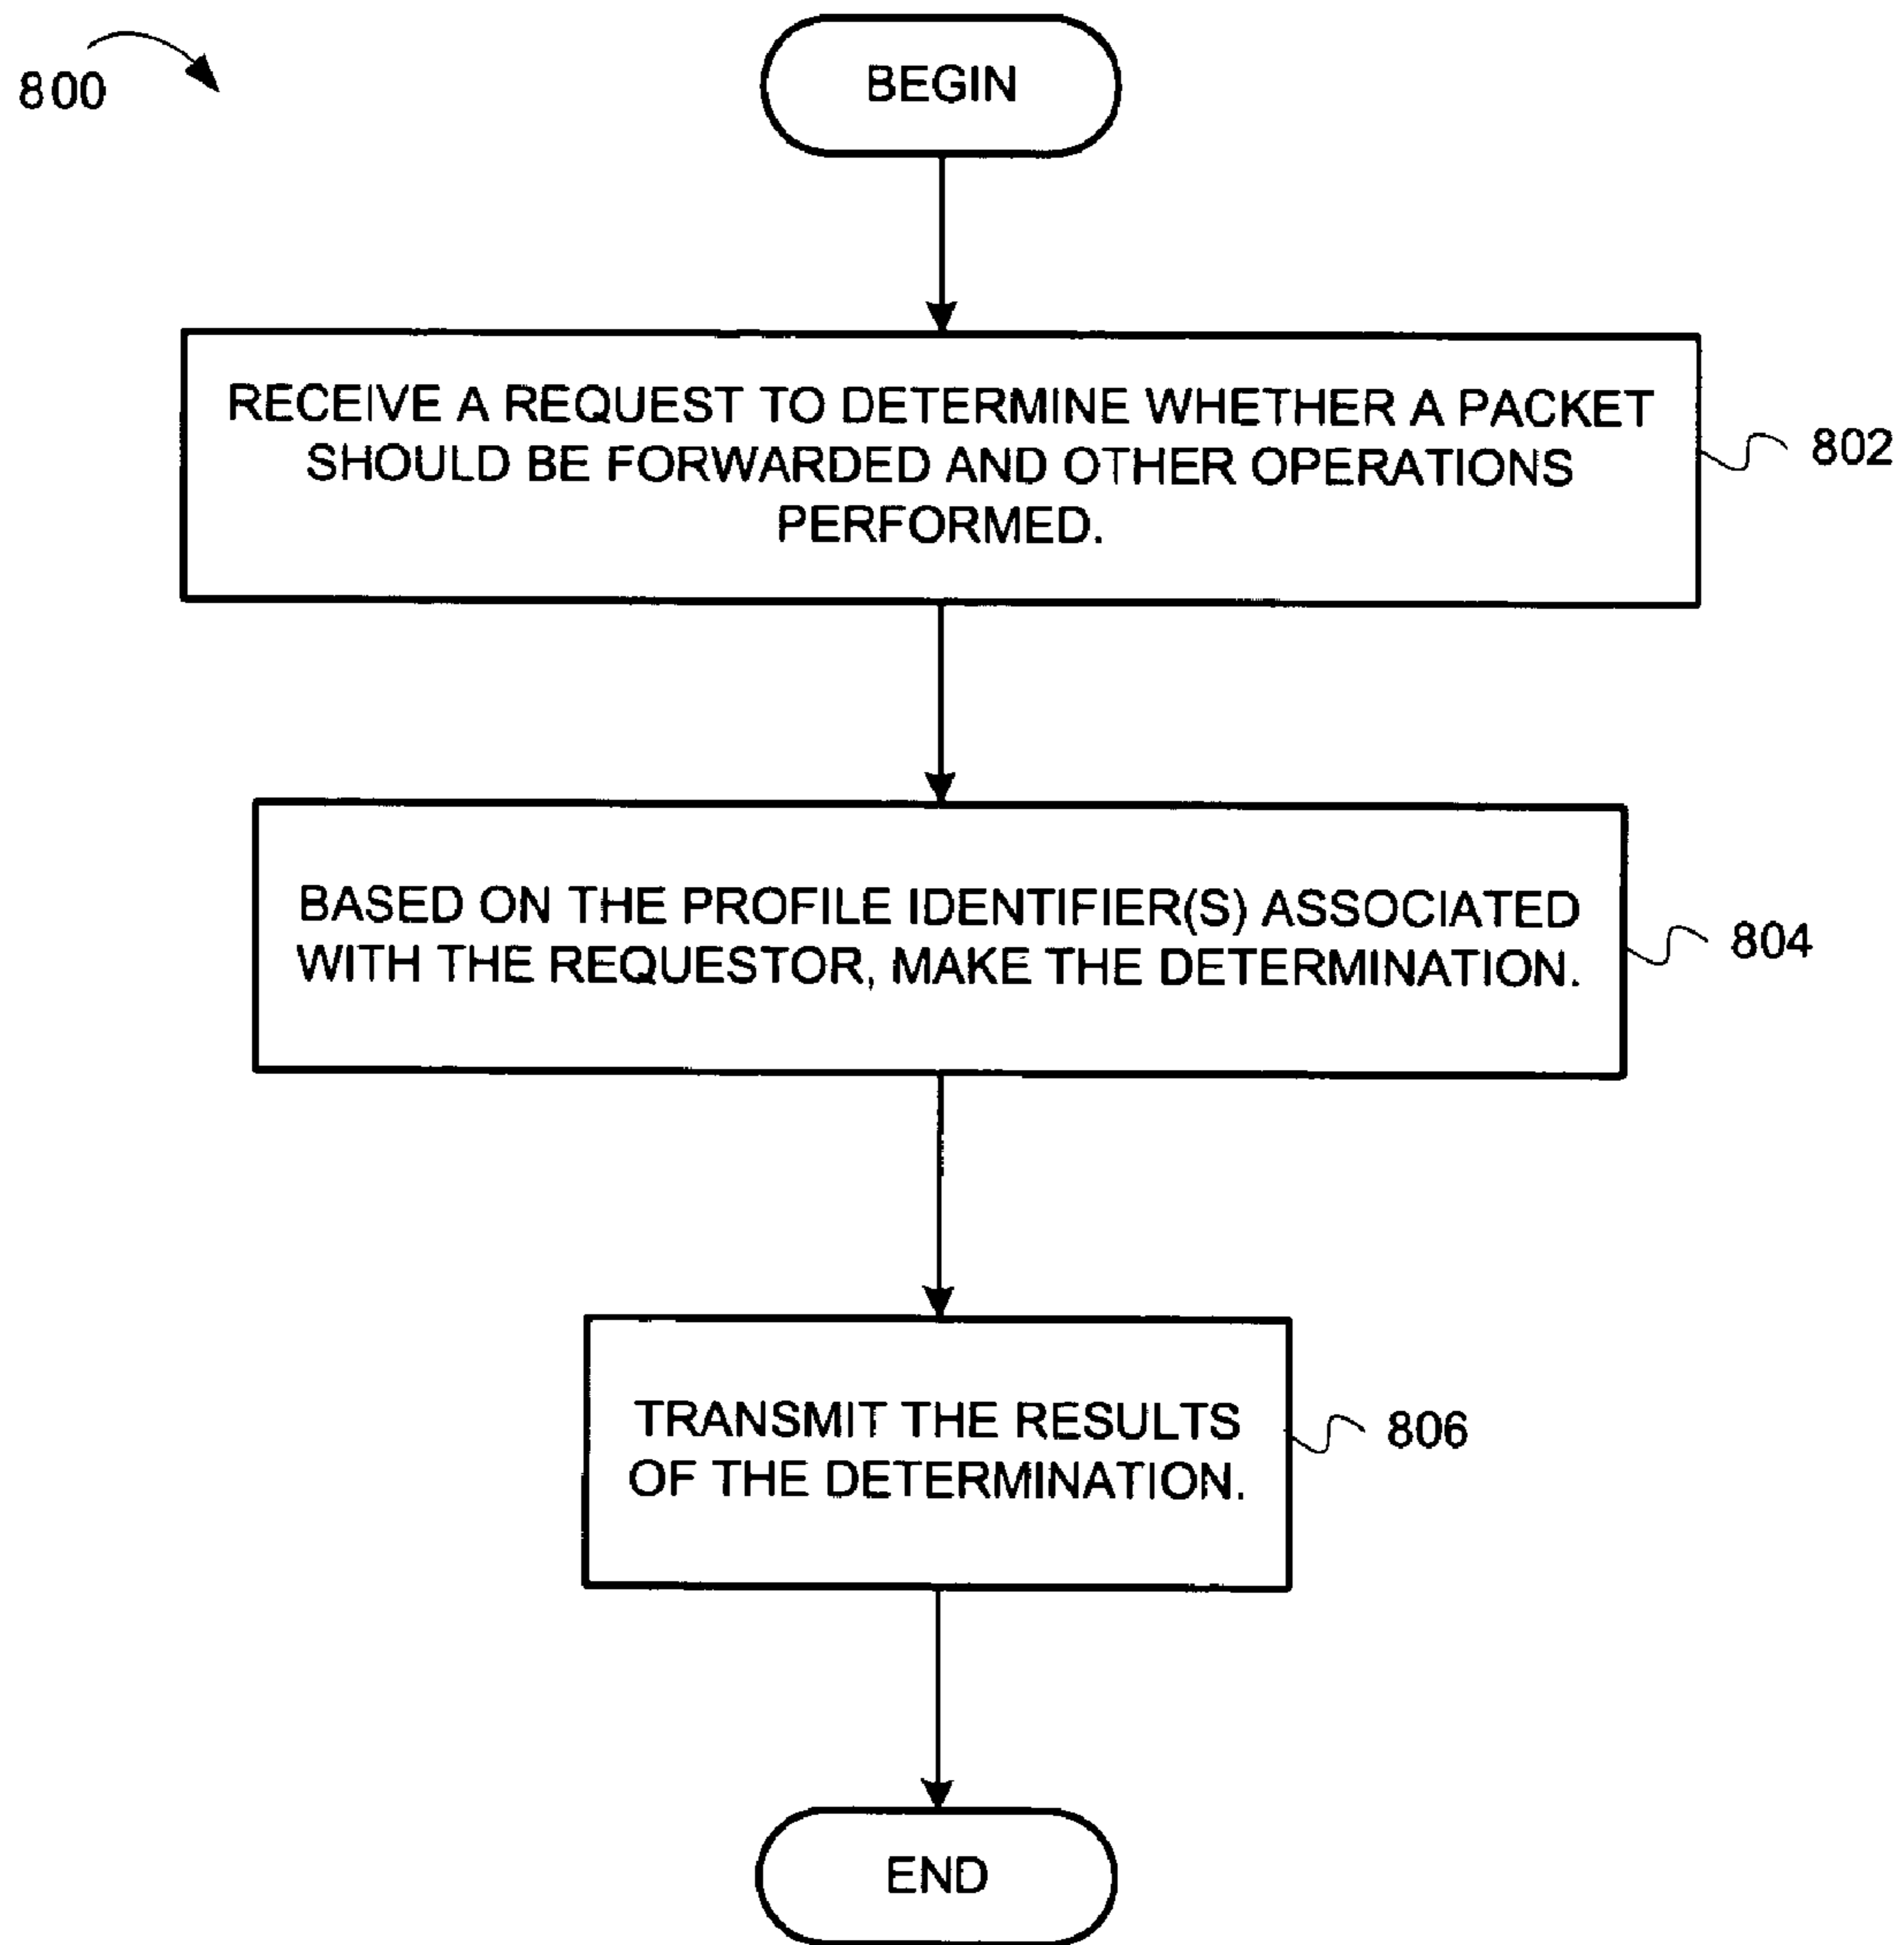 800
BEGIN
RECEIVE A REQUEST TO DETERMINE WHETHER A PACKET
SHOULD BE FORWARDED AND OTHER OPERATIONS
PERFORMED.
802
BASED ON THE PROFILE IDENTIFIER(S) ASSOCIATED
WITH THE REQUESTOR, MAKE THE DETERMINATION.
804
TRANSMIT THE RESULTS
OF THE DETERMINATION.
806
END